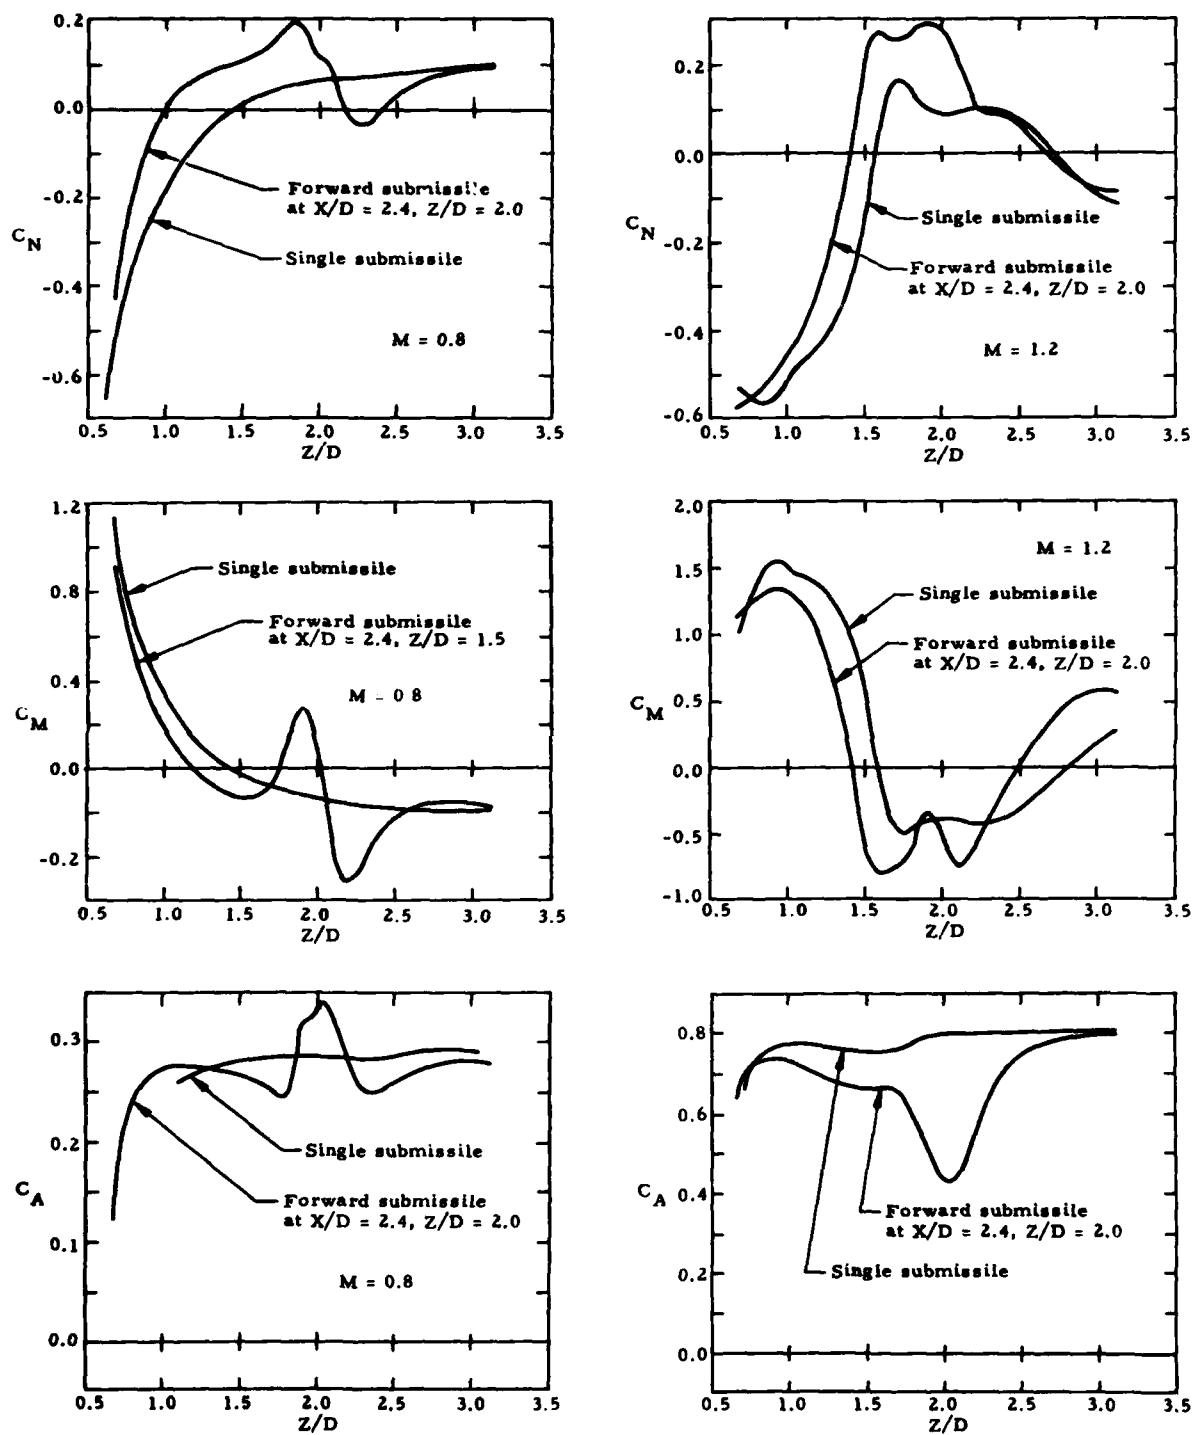 0.2
0.0
-0.2
-0.4
-0.6
C_N
Forward submissile
at X/D = 2.4, Z/D = 2.0
Single submissile
M = 0.8
0.5 1.0 1.5 2.0 2.5 3.0 3.5
Z/D
0.2
0.0
-0.2
-0.4
-0.6
C_N
Single submissile
Forward submissile
at X/D = 2.4, Z/D = 2.0
M = 1.2
0.5 1.0 1.5 2.0 2.5 3.0 3.5
Z/D
1.2
0.8
0.4
0.0
-0.2
C_M
Single submissile
Forward submissile
at X/D = 2.4, Z/D = 1.5
M = 0 8
0.5 1.0 1.5 2.0 2.5 3.0 3.5
Z/D
2.0
1.5
1.0
0.5
0.0
-0.5
-1.0
C_M
M = 1.2
Single submissile
Forward submissile
at X/D = 2.4, Z/D = 2.0
0.5 1.0 1.5 2.0 2.5 3.0 3.5
Z/D
0.3
0.2
0.1
0.0
C_A
Single submissile
Forward submissile
at X/D = 2.4, Z/D = 2.0
M = 0.8
0.5 1.0 1.5 2.0 2.5 3.0 3.5
Z/D
0.8
0.6
0.4
0.2
0.0
C_A
Forward submissile
at X/D = 2.4, Z/D = 2.0
Single submissile
0.5 1.0 1.5 2.0 2.5 3.0 3.5
Z/D